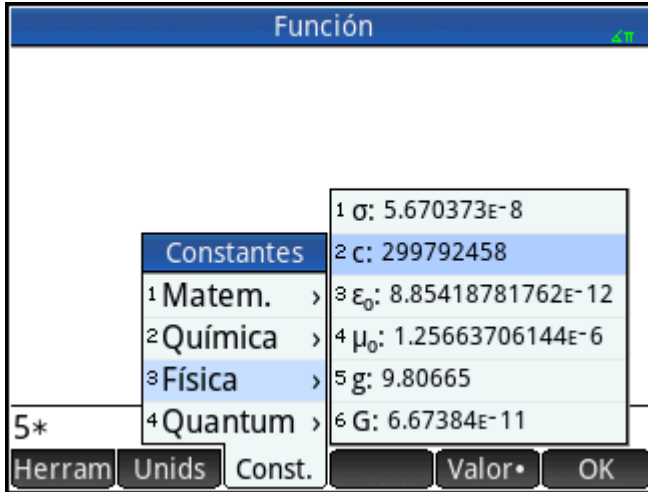 Función
∡π
1 σ: 5.670373E-8
Constantes
2 c: 299792458
1 Matem. ›
3 ε₀: 8.85418781762E-12
2 Química ›
4 μ₀: 1.25663706144E-6
3 Física ›
5 g: 9.80665
4 Quantum ›
6 G: 6.67384E-11
5*
Herram Unids Const. Valor• OK